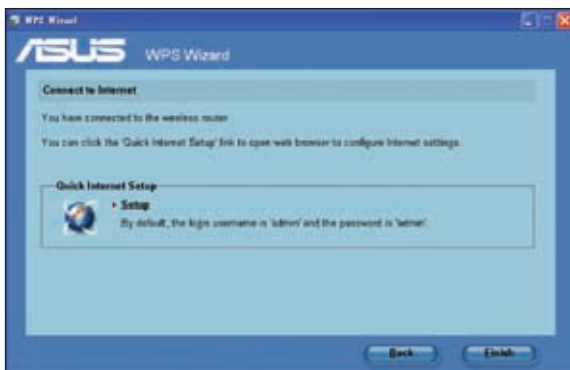 WPS Wizard
ASUS WPS Wizard
Connect to Internet
You have connected to the wireless router
You can click the 'Quick Internet Setup' link to open web browser to configure Internet settings.
Quick Internet Setup
Setup
By default, the login username is 'admin' and the password is 'admin'.
Back
Finish